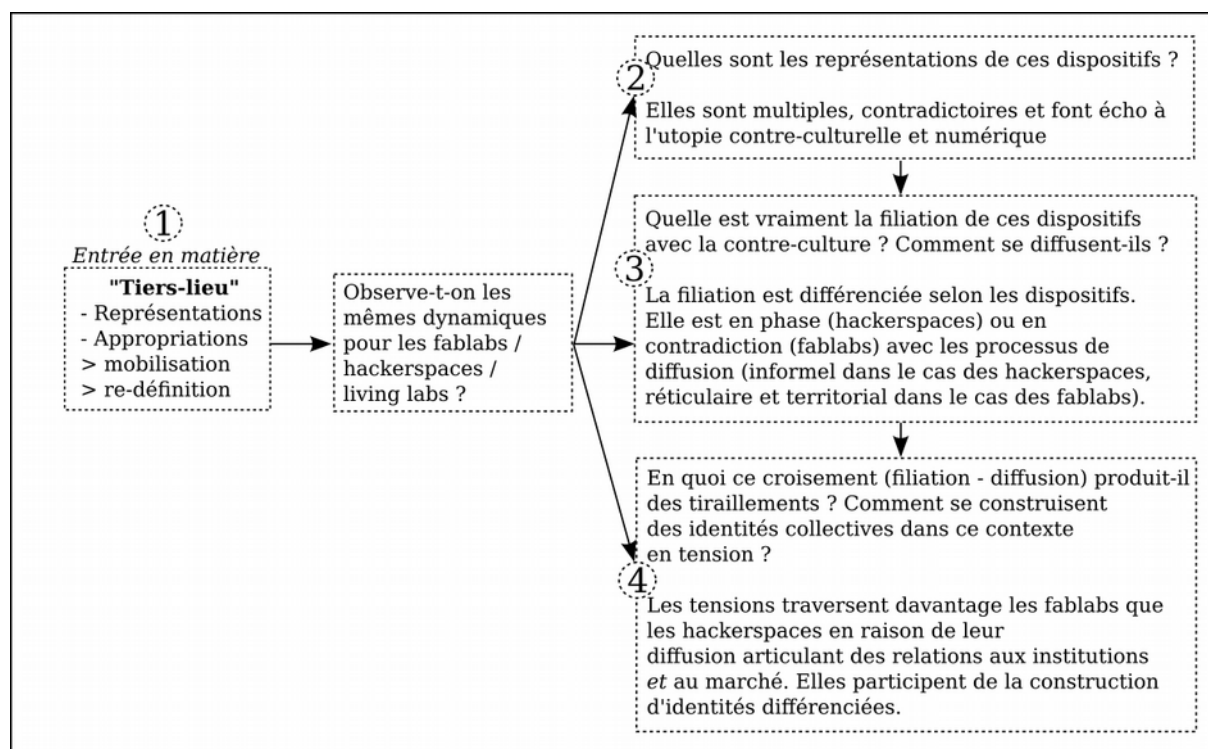 1
Entrée en matière
"Tiers-lieu"
- Représentations
- Appropriations
> mobilisation
> re-définition
Observe-t-on les
mêmes dynamiques
pour les fablabs /
hackerspaces /
living labs ?
2
Quelles sont les représentations de ces dispositifs ?
Elles sont multiples, contradictoires et font écho à
l'utopie contre-culturelle et numérique
3
Quelle est vraiment la filiation de ces dispositifs
avec la contre-culture ? Comment se diffusent-ils ?
La filiation est différenciée selon les dispositifs.
Elle est en phase (hackerspaces) ou en
contradiction (fablabs) avec les processus de
diffusion (informel dans le cas des hackerspaces,
réticulaire et territorial dans le cas des fablabs).
4
En quoi ce croisement (filiation - diffusion) produit-il
des tiraillements ? Comment se construisent
des identités collectives dans ce contexte
en tension ?
Les tensions traversent davantage les fablabs que
les hackerspaces en raison de leur
diffusion articulant des relations aux institutions
et au marché. Elles participent de la construction
d'identités différenciées.